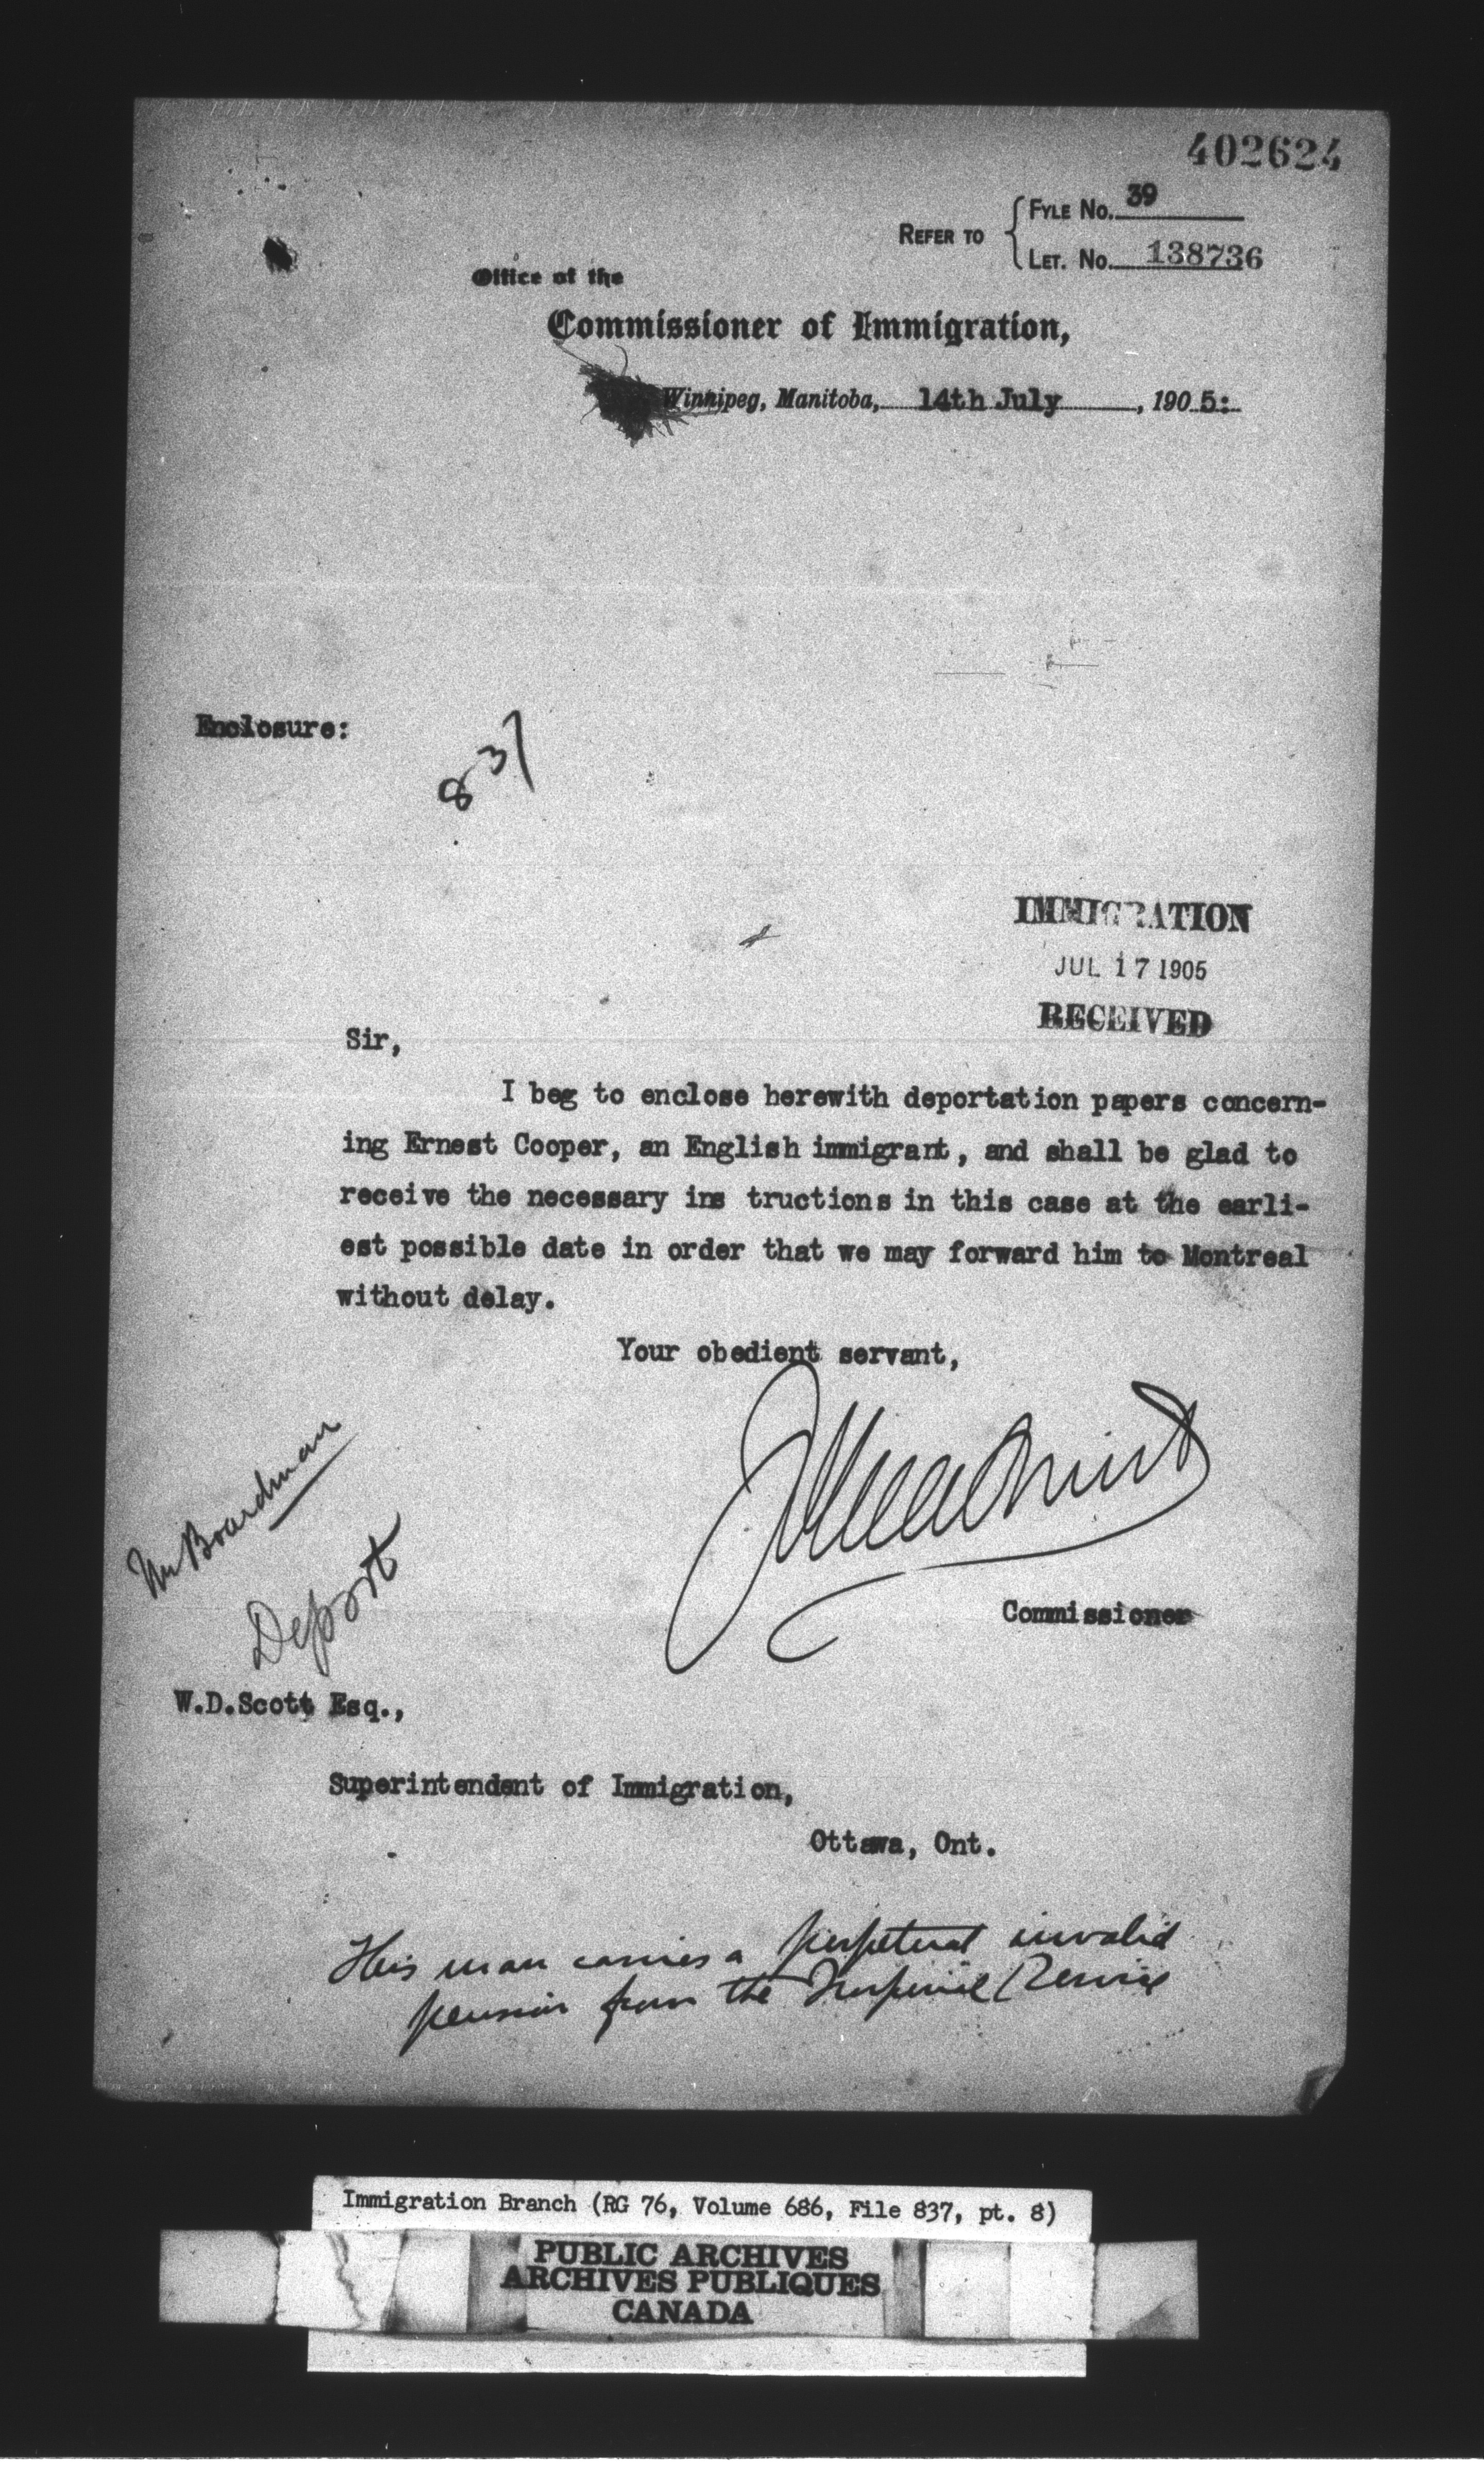 402624
REFER TO
FYLE No. 39
LET. No. 138736
Office of the
Commissioner of Immigration,
Winnipeg, Manitoba, 14th July, 1905:
Enclosure:
837
IMMIGRATION
JUL 17 1905
RECEIVED
Sir,
I beg to enclose herewith deportation papers concern-
ing Ernest Cooper, an English immigrant, and shall be glad to
receive the necessary ins tructions in this case at the earli-
est possible date in order that we may forward him to Montreal
without delay.
Your obedient servant,
Commissioner
Mr Boardman
Deport
W.D.Scott Esq.,
Superintendent of Immigration,
Ottawa, Ont.
This man carries a perpetual invalid
pension from the Imperial Service
Immigration Branch (RG 76, Volume 686, File 837, pt. 8)
PUBLIC ARCHIVES
ARCHIVES PUBLIQUES
CANADA